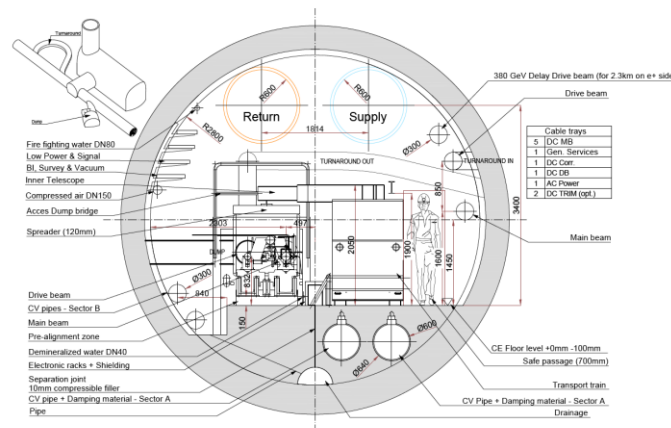 Turnaround
Dump
380 GeV Delay Drive beam (for 2.3km on e+ side
Drive beam
R600
R600
Return
Supply
1814
Ø300
R2800
Cable trays
5 DC MB
1 Gen. Services
1 DC Corr.
1 DC DB
1 AC Power
2 DC TRIM (opt.)
Fire fighting water DN80
Low Power & Signal
BI, Survey & Vacuum
Inner Telescope
Compressed air DN150
Acces Dump bridge
Spreader (120mm)
TURNAROUND OUT
TURNAROUND IN
850
3400
2903
497
DUMP
2050
1900
1600
1450
Main beam
Ø300
840
832
150
Drive beam
CV pipes - Sector B
Main beam
Pre-alignment zone
Demineralized water DN40
Electronic racks + Shielding
Separation joint
10mm compressible filler
CV pipe + Damping material - Sector A
Pipe
Ø600
Ø640
CE Floor level +0mm -100mm
Safe passage (700mm)
Transport train
CV Pipe + Damping material - Sector A
Drainage